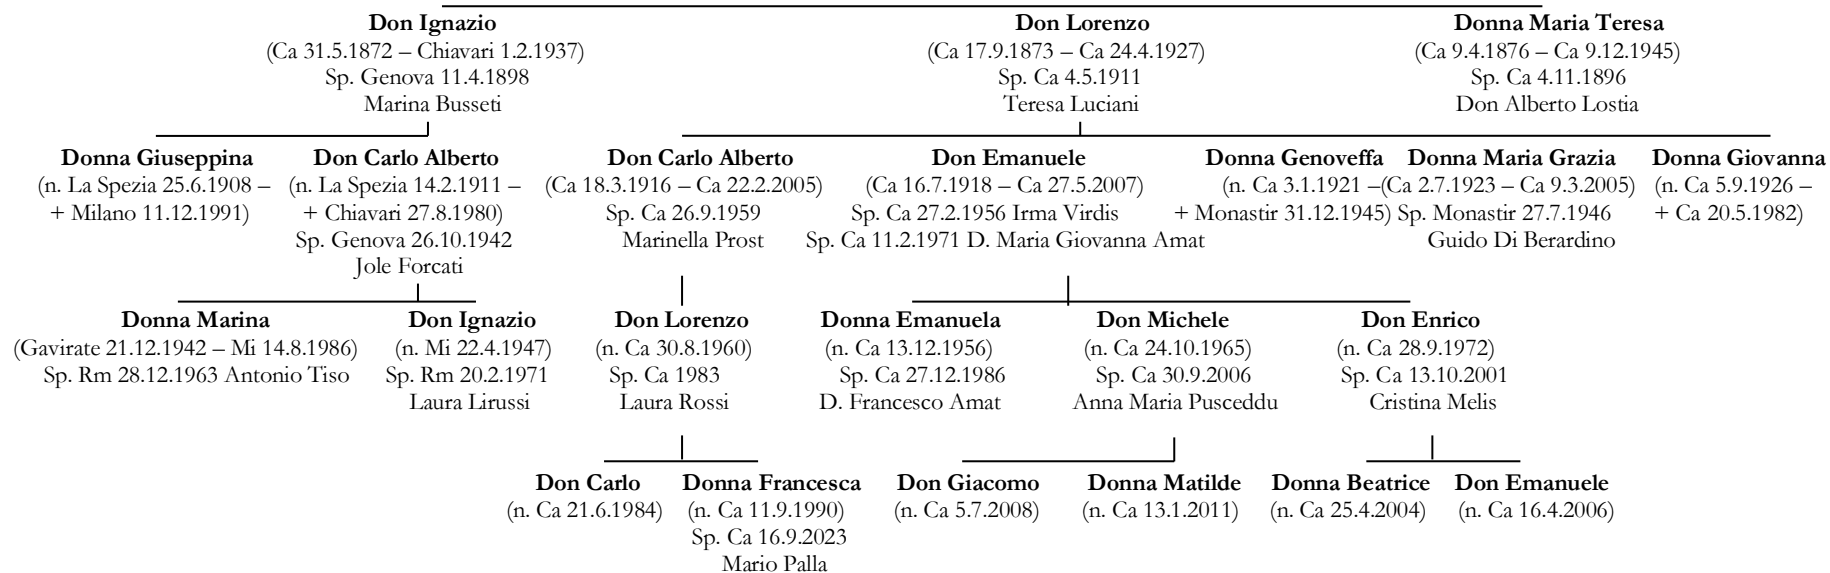 Don Ignazio
(Ca 31.5.1872 – Chiavari 1.2.1937)
Sp. Genova 11.4.1898
Marina Busseti
Don Lorenzo
(Ca 17.9.1873 – Ca 24.4.1927)
Sp. Ca 4.5.1911
Teresa Luciani
Donna Maria Teresa
(Ca 9.4.1876 – Ca 9.12.1945)
Sp. Ca 4.11.1896
Don Alberto Lostia
Donna Giuseppina
(n. La Spezia 25.6.1908 –
+ Milano 11.12.1991)
Don Carlo Alberto
(n. La Spezia 14.2.1911 –
+ Chiavari 27.8.1980)
Sp. Genova 26.10.1942
Jole Forcati
Don Carlo Alberto
(Ca 18.3.1916 – Ca 22.2.2005)
Sp. Ca 26.9.1959
Marinella Prost
Don Emanuele
(Ca 16.7.1918 – Ca 27.5.2007)
Sp. Ca 27.2.1956 Irma Virdis
Sp. Ca 11.2.1971 D. Maria Giovanna Amat
Donna Genoveffa
(n. Ca 3.1.1921 –
+ Monastir 31.12.1945)
Donna Maria Grazia
(Ca 2.7.1923 – Ca 9.3.2005)
Sp. Monastir 27.7.1946
Guido Di Berardino
Donna Giovanna
(n. Ca 5.9.1926 –
+ Ca 20.5.1982)
Donna Marina
(Gavirate 21.12.1942 – Mi 14.8.1986)
Sp. Rm 28.12.1963 Antonio Tiso
Don Ignazio
(n. Mi 22.4.1947)
Sp. Rm 20.2.1971
Laura Lirussi
Don Lorenzo
(n. Ca 30.8.1960)
Sp. Ca 1983
Laura Rossi
Donna Emanuela
(n. Ca 13.12.1956)
Sp. Ca 27.12.1986
D. Francesco Amat
Don Michele
(n. Ca 24.10.1965)
Sp. Ca 30.9.2006
Anna Maria Pusceddu
Don Enrico
(n. Ca 28.9.1972)
Sp. Ca 13.10.2001
Cristina Melis
Don Carlo
(n. Ca 21.6.1984)
Donna Francesca
(n. Ca 11.9.1990)
Sp. Ca 16.9.2023
Mario Palla
Don Giacomo
(n. Ca 5.7.2008)
Donna Matilde
(n. Ca 13.1.2011)
Donna Beatrice
(n. Ca 25.4.2004)
Don Emanuele
(n. Ca 16.4.2006)